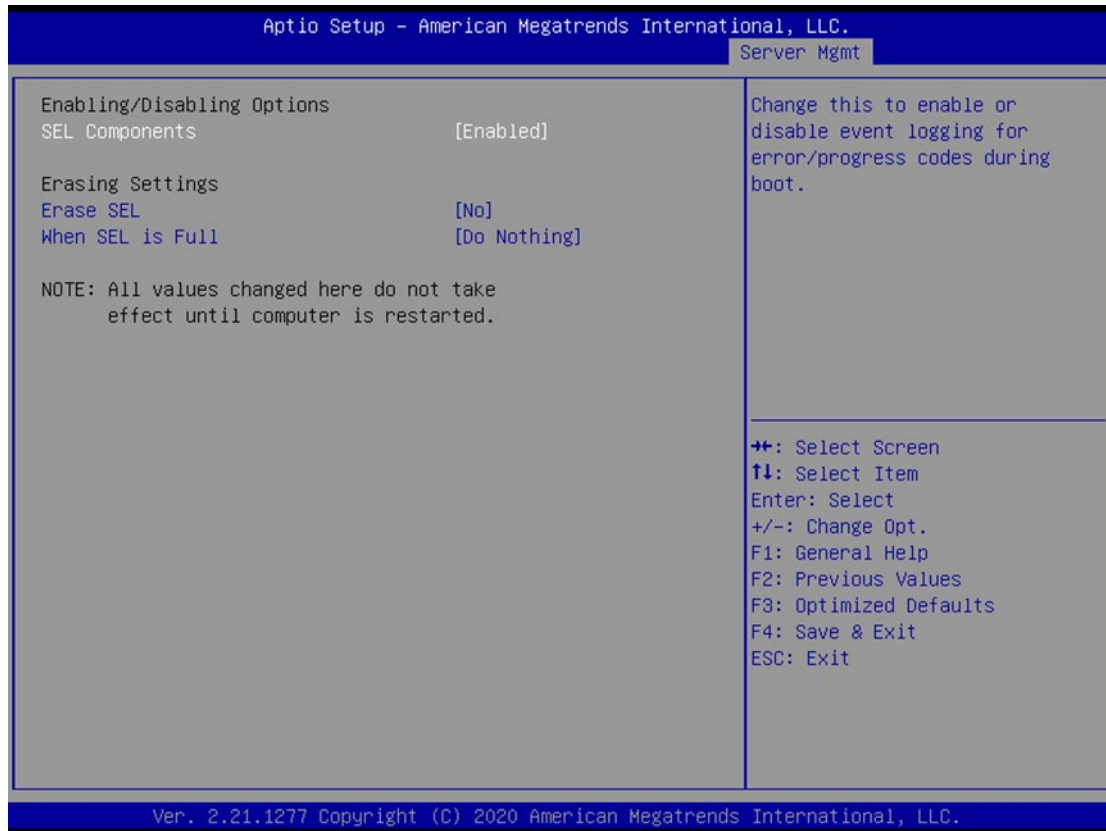 Aptio Setup – American Megatrends International, LLC.
Server Mgmt
Enabling/Disabling Options
SEL Components [Enabled]
Erasing Settings
Erase SEL [No]
When SEL is Full [Do Nothing]
NOTE: All values changed here do not take
effect until computer is restarted.
Change this to enable or
disable event logging for
error/progress codes during
boot.
→←: Select Screen
↑↓: Select Item
Enter: Select
+/-: Change Opt.
F1: General Help
F2: Previous Values
F3: Optimized Defaults
F4: Save & Exit
ESC: Exit
Ver. 2.21.1277 Copyright (C) 2020 American Megatrends International, LLC.